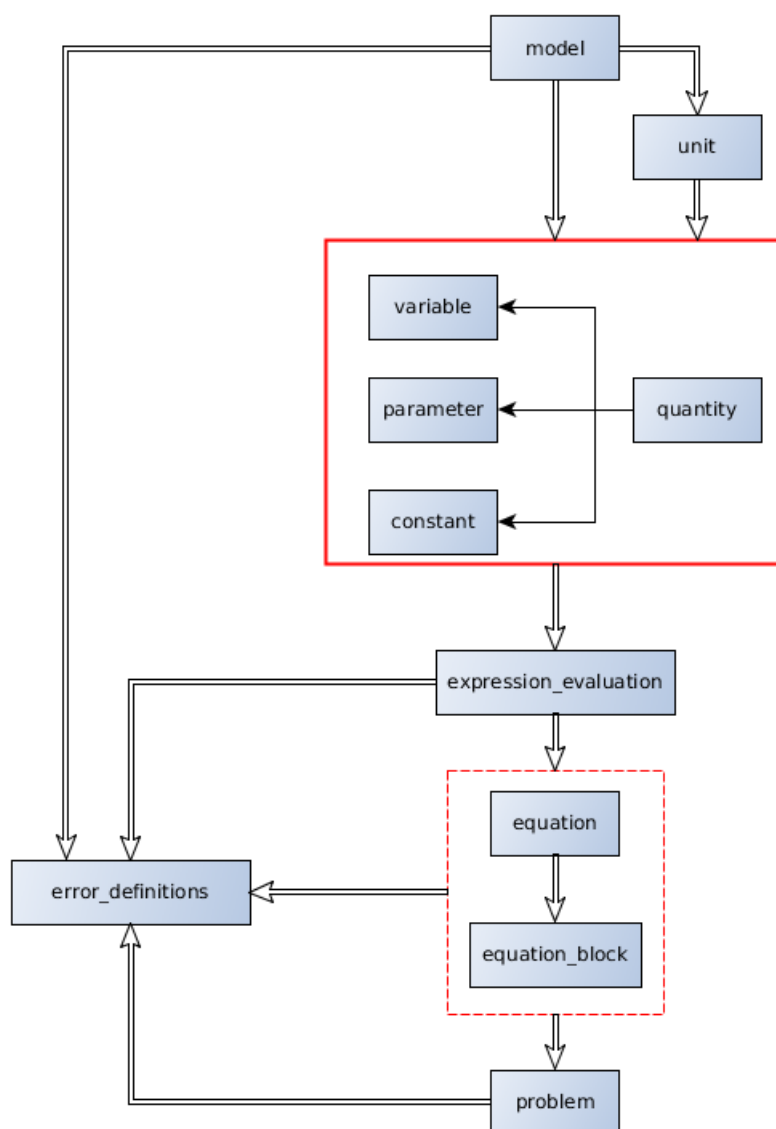 model
unit
variable
parameter
quantity
constant
expression_evaluation
equation
error_definitions
equation_block
problem